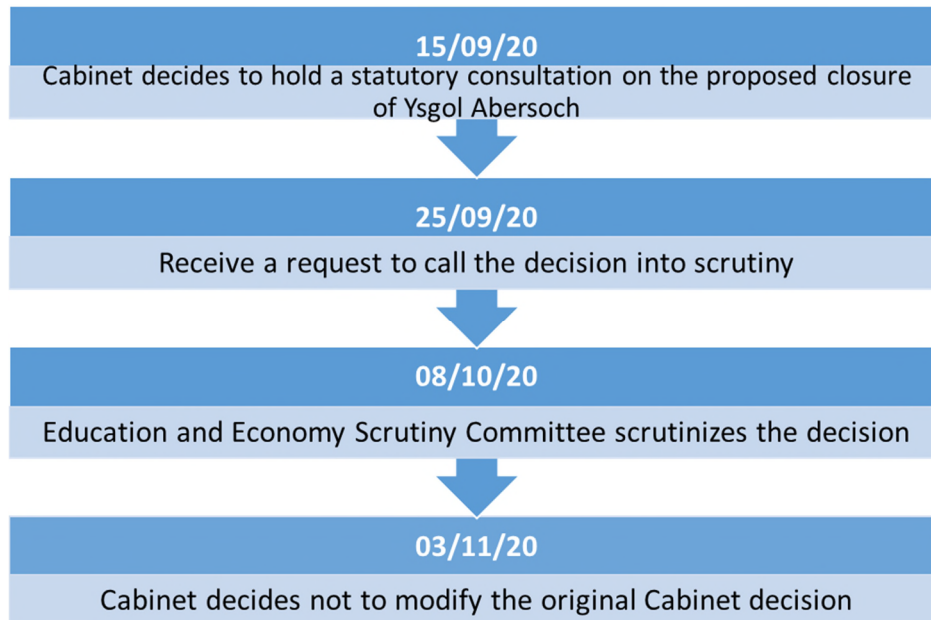 15/09/20
Cabinet decides to hold a statutory consultation on the proposed closure
of Ysgol Abersoch
25/09/20
Receive a request to call the decision into scrutiny
08/10/20
Education and Economy Scrutiny Committee scrutinizes the decision
03/11/20
Cabinet decides not to modify the original Cabinet decision